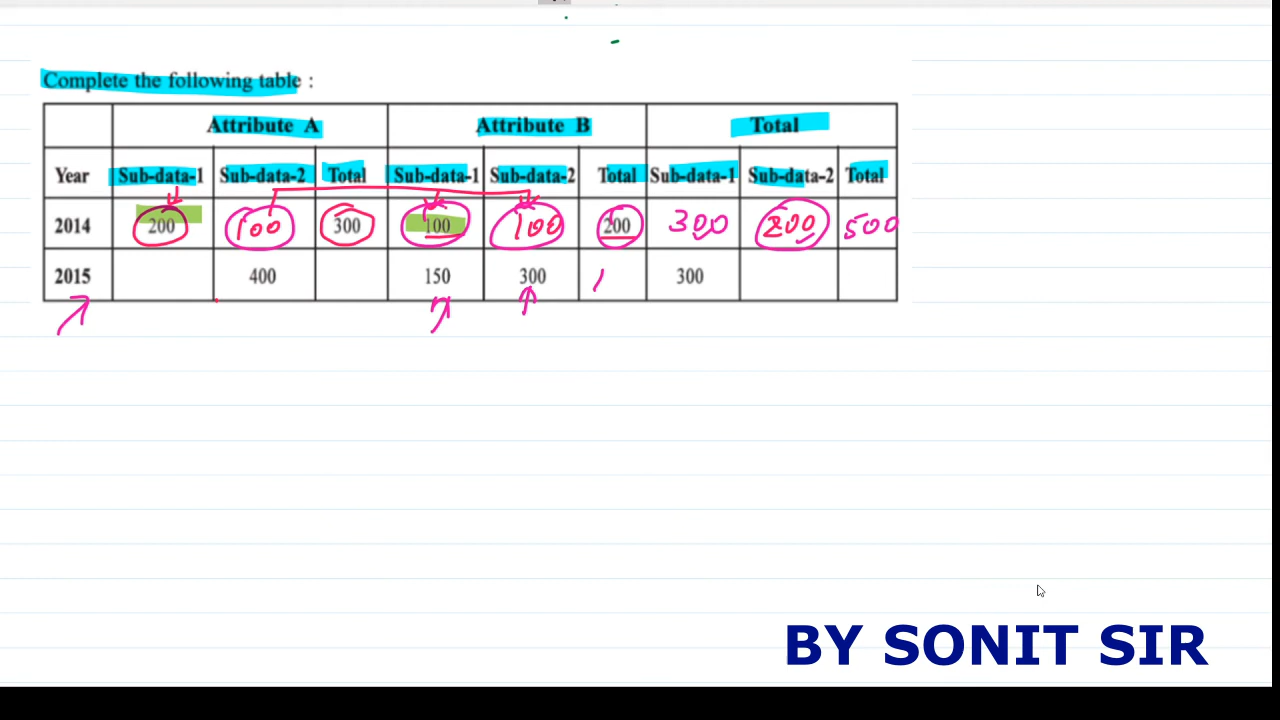 Complete the following table :
Attribute A Attribute B Total
Year Sub-data-1 Sub-data-2 Total Sub-data-1 Sub-data-2 Total Sub-data-1 Sub-data-2 Total
2014 200 100 300 100 100 200 300 200 500
2015 400 150 300 300
BY SONIT SIR